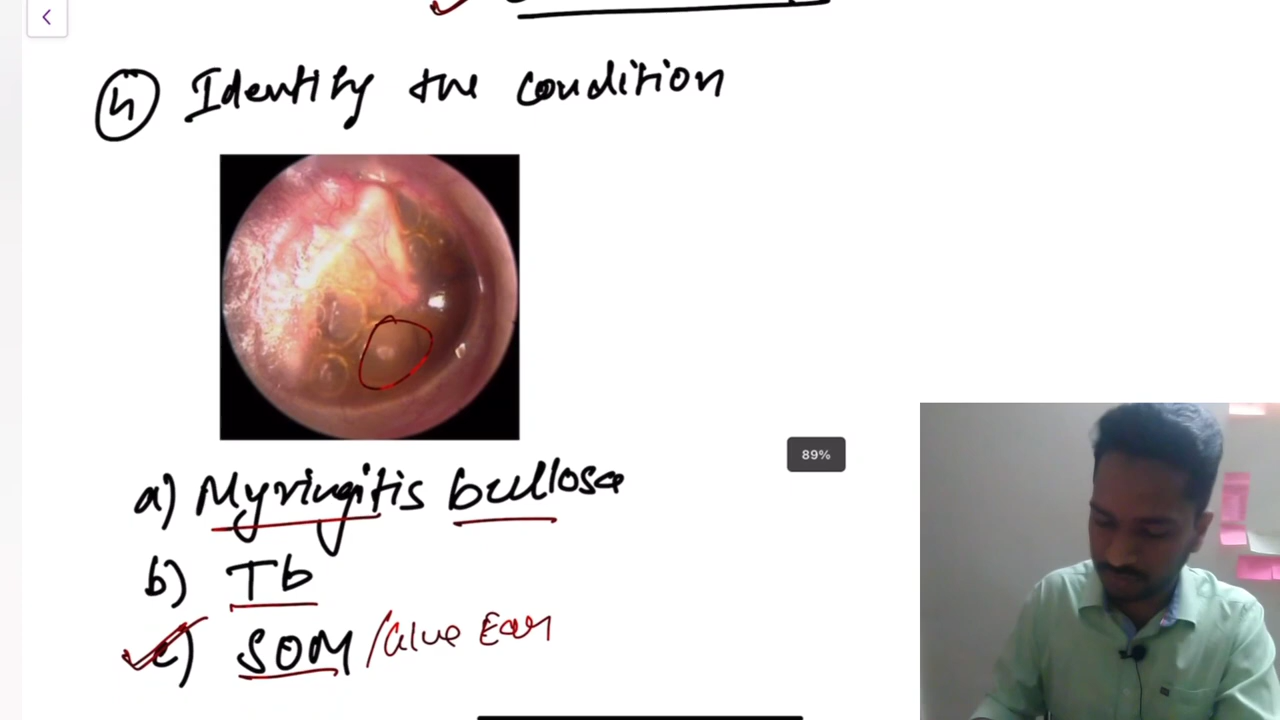 4 Identify the condition
89%
a) Myringitis bullosa
b) Tb
c) SOM / Glue Ear